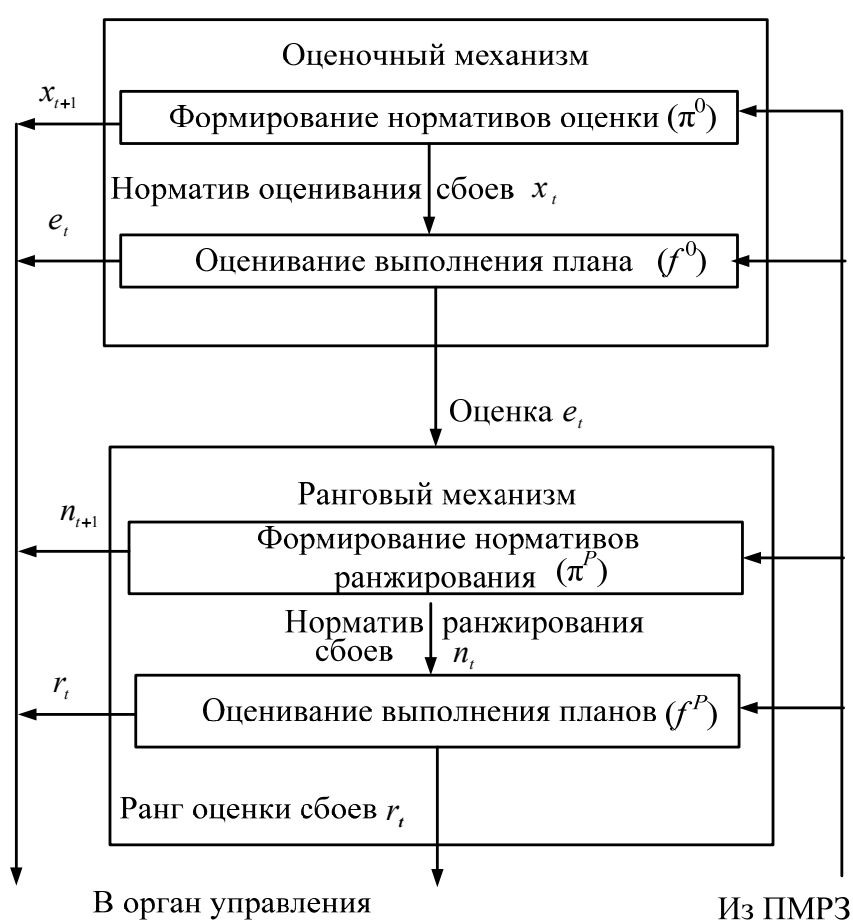 Оценочный механизм
x_{t+1}
Формирование нормативов оценки (π^0)
Норматив оценивания сбоев x_t
e_t
Оценивание выполнения плана (f^0)
Оценка e_t
Ранговый механизм
n_{t+1}
Формирование нормативов
ранжирования (π^P)
Норматив ранжирования
сбоев n_t
r_t
Оценивание выполнения планов (f^P)
Ранг оценки сбоев r_t
В орган управления
Из ПМРЗ